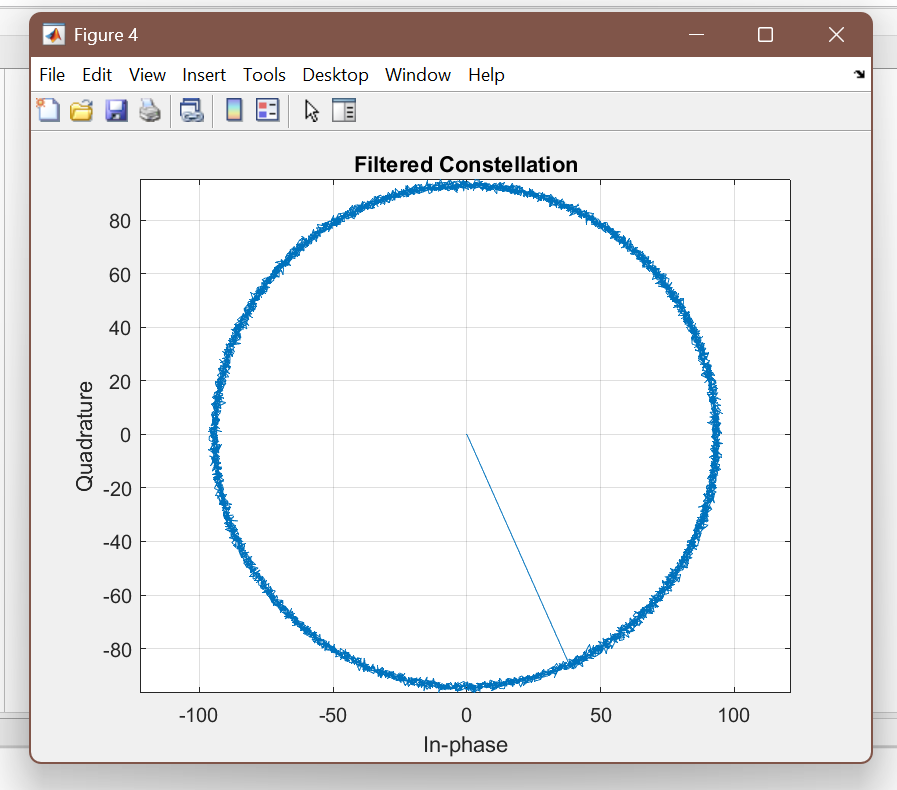 Figure 4
File Edit View Insert Tools Desktop Window Help
Filtered Constellation
80
60
40
20
0
-20
-40
-60
-80
Quadrature
-100 -50 0 50 100
In-phase